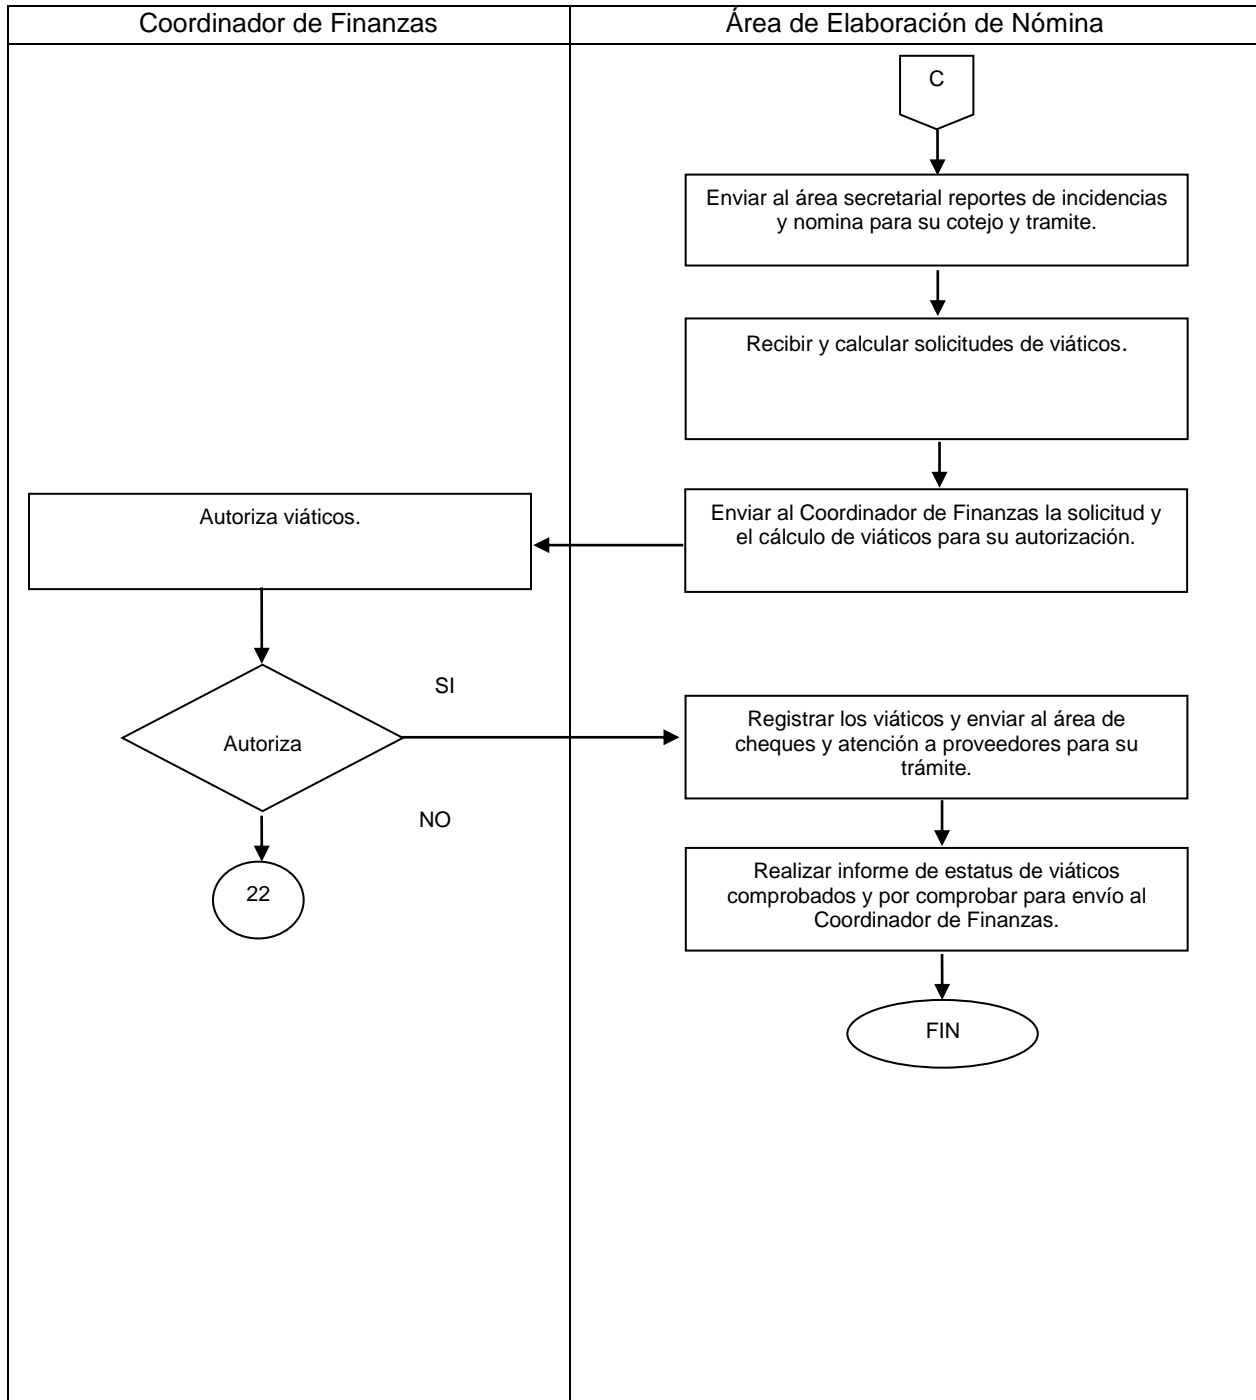 Coordinador de Finanzas
Área de Elaboración de Nómina
C
Enviar al área secretarial reportes de incidencias
y nomina para su cotejo y tramite.
Recibir y calcular solicitudes de viáticos.
Enviar al Coordinador de Finanzas la solicitud y
el cálculo de viáticos para su autorización.
Autoriza viáticos.
Autoriza
SI
NO
22
Registrar los viáticos y enviar al área de
cheques y atención a proveedores para su
trámite.
Realizar informe de estatus de viáticos
comprobados y por comprobar para envío al
Coordinador de Finanzas.
FIN